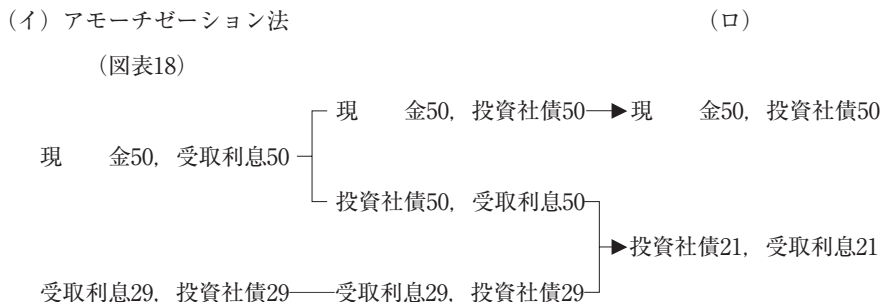 （イ）アモーチゼーション法　（ロ）
（図表18）
現　　金50，投資社債50　現　　金50，投資社債50
現　　金50，受取利息50
投資社債50，受取利息50
投資社債21，受取利息21
受取利息29，投資社債29　受取利息29，投資社債29